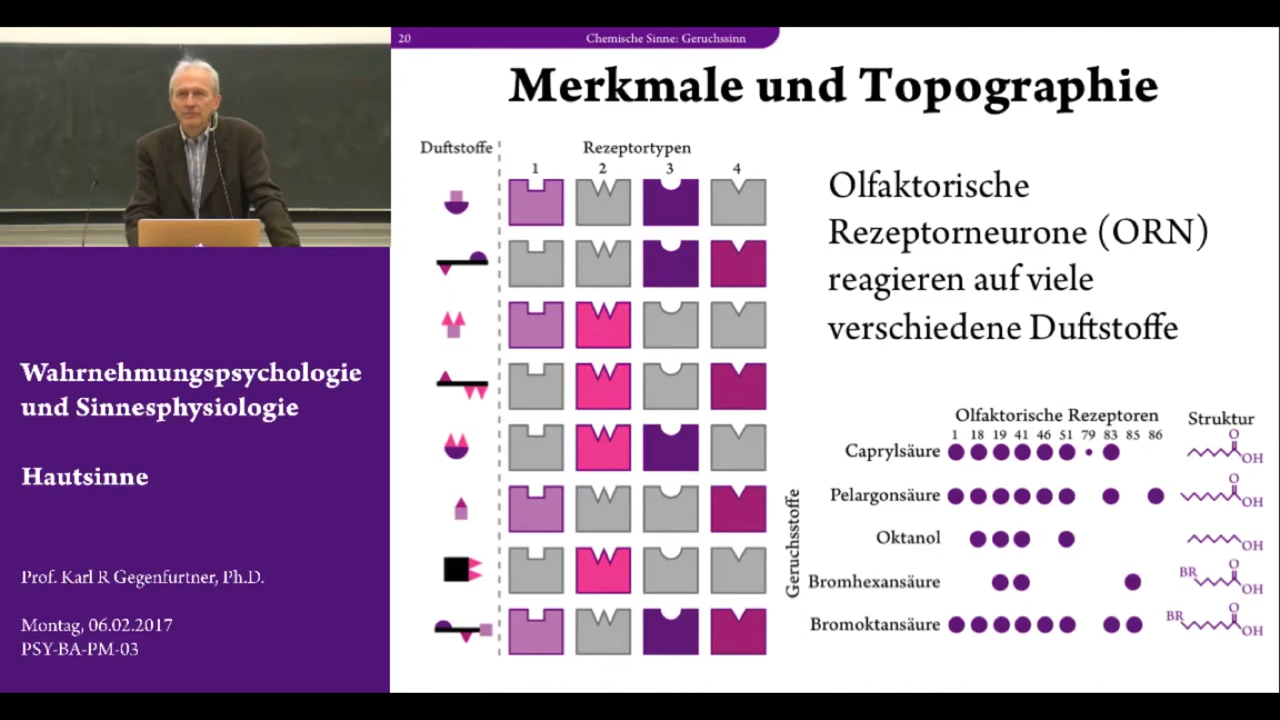 20
Chemische Sinne: Geruchssinn
Merkmale und Topographie
Duftstoffe
Rezeptortypen
1 2 3 4
Olfaktorische
Rezeptorneurone (ORN)
reagieren auf viele
verschiedene Duftstoffe
Olfaktorische Rezeptoren
Struktur
1 18 19 41 46 51 79 83 85 86
Geruchsstoffe
Caprylsäure
O
OH
Pelargonsäure
O
OH
Oktanol
OH
Bromhexansäure
BR
O
OH
Bromoktansäure
BR
O
OH
Wahrnehmungspsychologie
und Sinnesphysiologie
Hautsinne
Prof. Karl R Gegenfurtner, Ph.D.
Montag, 06.02.2017
PSY-BA-PM-03